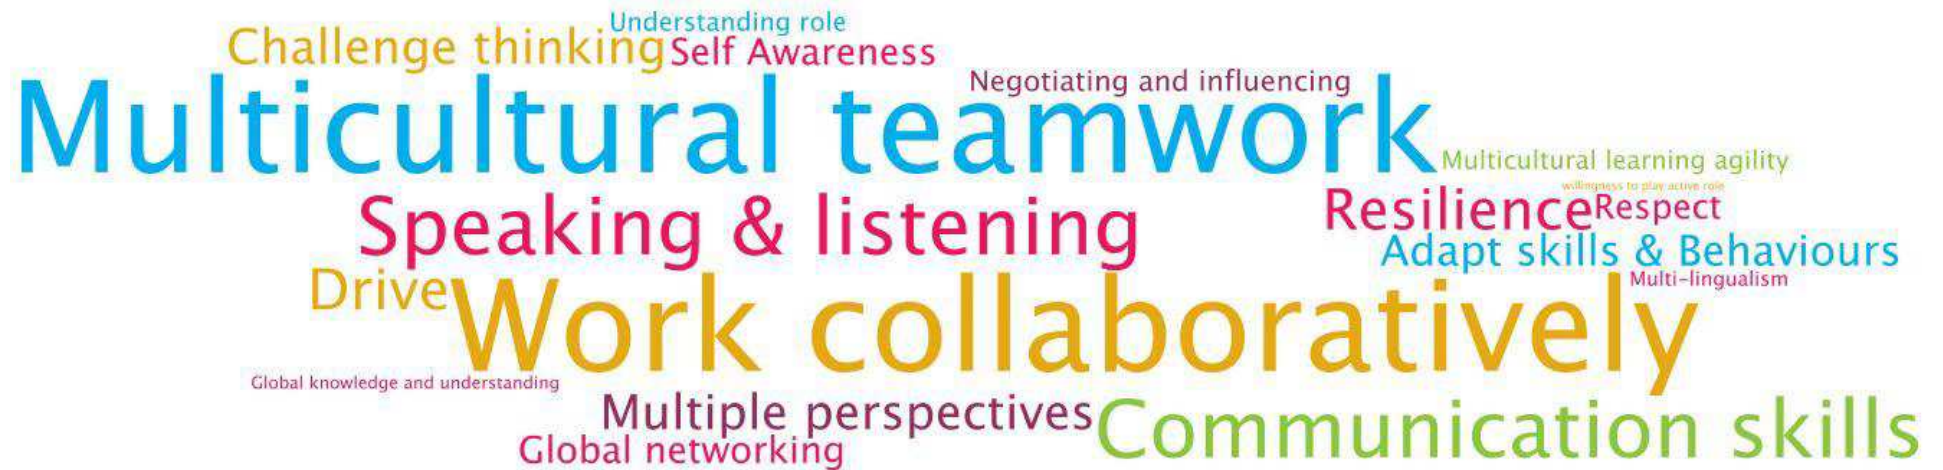 Understanding role
Challenge thinking
Self Awareness
Negotiating and influencing
Multicultural teamwork
Multicultural learning agility
willingness to play active role
Speaking & listening
Resilience
Respect
Adapt skills & Behaviours
Drive
Multi-lingualism
Work collaboratively
Global knowledge and understanding
Multiple perspectives
Communication skills
Global networking